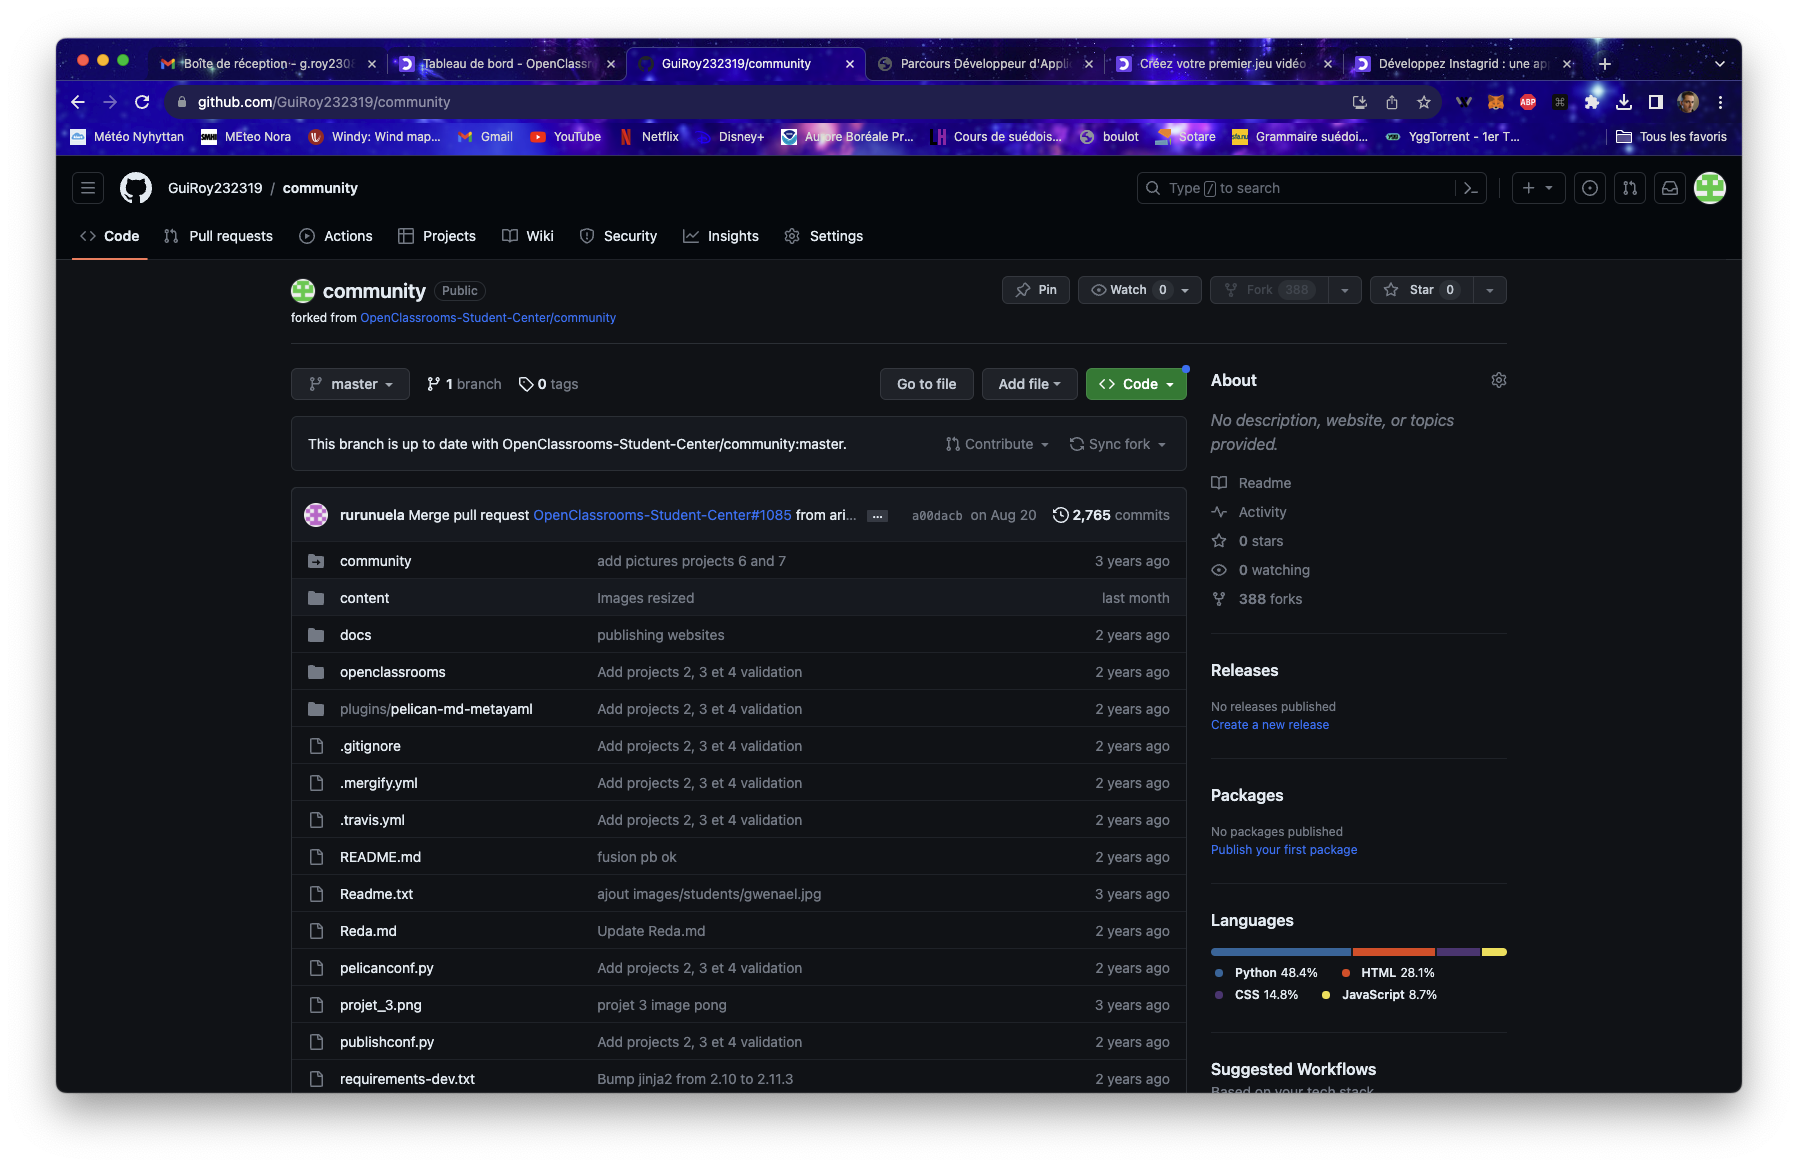 Boîte de réception - g.roy230
Tableau de bord - OpenClassr
GuiRoy232319/community
Parcours Développeur d'Appli
Créez votre premier jeu vidéo
Développez Instagrid : une app
github.com/GuiRoy232319/community
ABP
Météo Nyhyttan
SMHI
MEteo Nora
Windy: Wind map...
Gmail
YouTube
Netflix
Disney+
Aurore Boréale Pr...
Cours de suédois...
boulot
Sotare
Grammaire suédoi...
YggTorrent - 1er T...
Tous les favoris
GuiRoy232319 / community
Type / to search
Code
Pull requests
Actions
Projects
Wiki
Security
Insights
Settings
community Public
Pin
Watch 0
Fork 388
Star 0
forked from OpenClassrooms-Student-Center/community
master
1 branch
0 tags
Go to file
Add file
<> Code
This branch is up to date with OpenClassrooms-Student-Center/community:master.
Contribute
Sync fork
rurunuela Merge pull request OpenClassrooms-Student-Center#1085 from ari... ... a00dacb on Aug 20 2,765 commits
community add pictures projects 6 and 7 3 years ago
content Images resized last month
docs publishing websites 2 years ago
openclassrooms Add projects 2, 3 et 4 validation 2 years ago
plugins/pelican-md-metayaml Add projects 2, 3 et 4 validation 2 years ago
.gitignore Add projects 2, 3 et 4 validation 2 years ago
.mergify.yml Add projects 2, 3 et 4 validation 2 years ago
.travis.yml Add projects 2, 3 et 4 validation 2 years ago
README.md fusion pb ok 2 years ago
Readme.txt ajout images/students/gwenael.jpg 3 years ago
Reda.md Update Reda.md 2 years ago
pelicanconf.py Add projects 2, 3 et 4 validation 2 years ago
projet_3.png projet 3 image pong 3 years ago
publishconf.py Add projects 2, 3 et 4 validation 2 years ago
requirements-dev.txt Bump jinja2 from 2.10 to 2.11.3 2 years ago
About
No description, website, or topics
provided.
Readme
Activity
0 stars
0 watching
388 forks
Releases
No releases published
Create a new release
Packages
No packages published
Publish your first package
Languages
Python 48.4%
HTML 28.1%
CSS 14.8%
JavaScript 8.7%
Suggested Workflows
Based on your tech stack